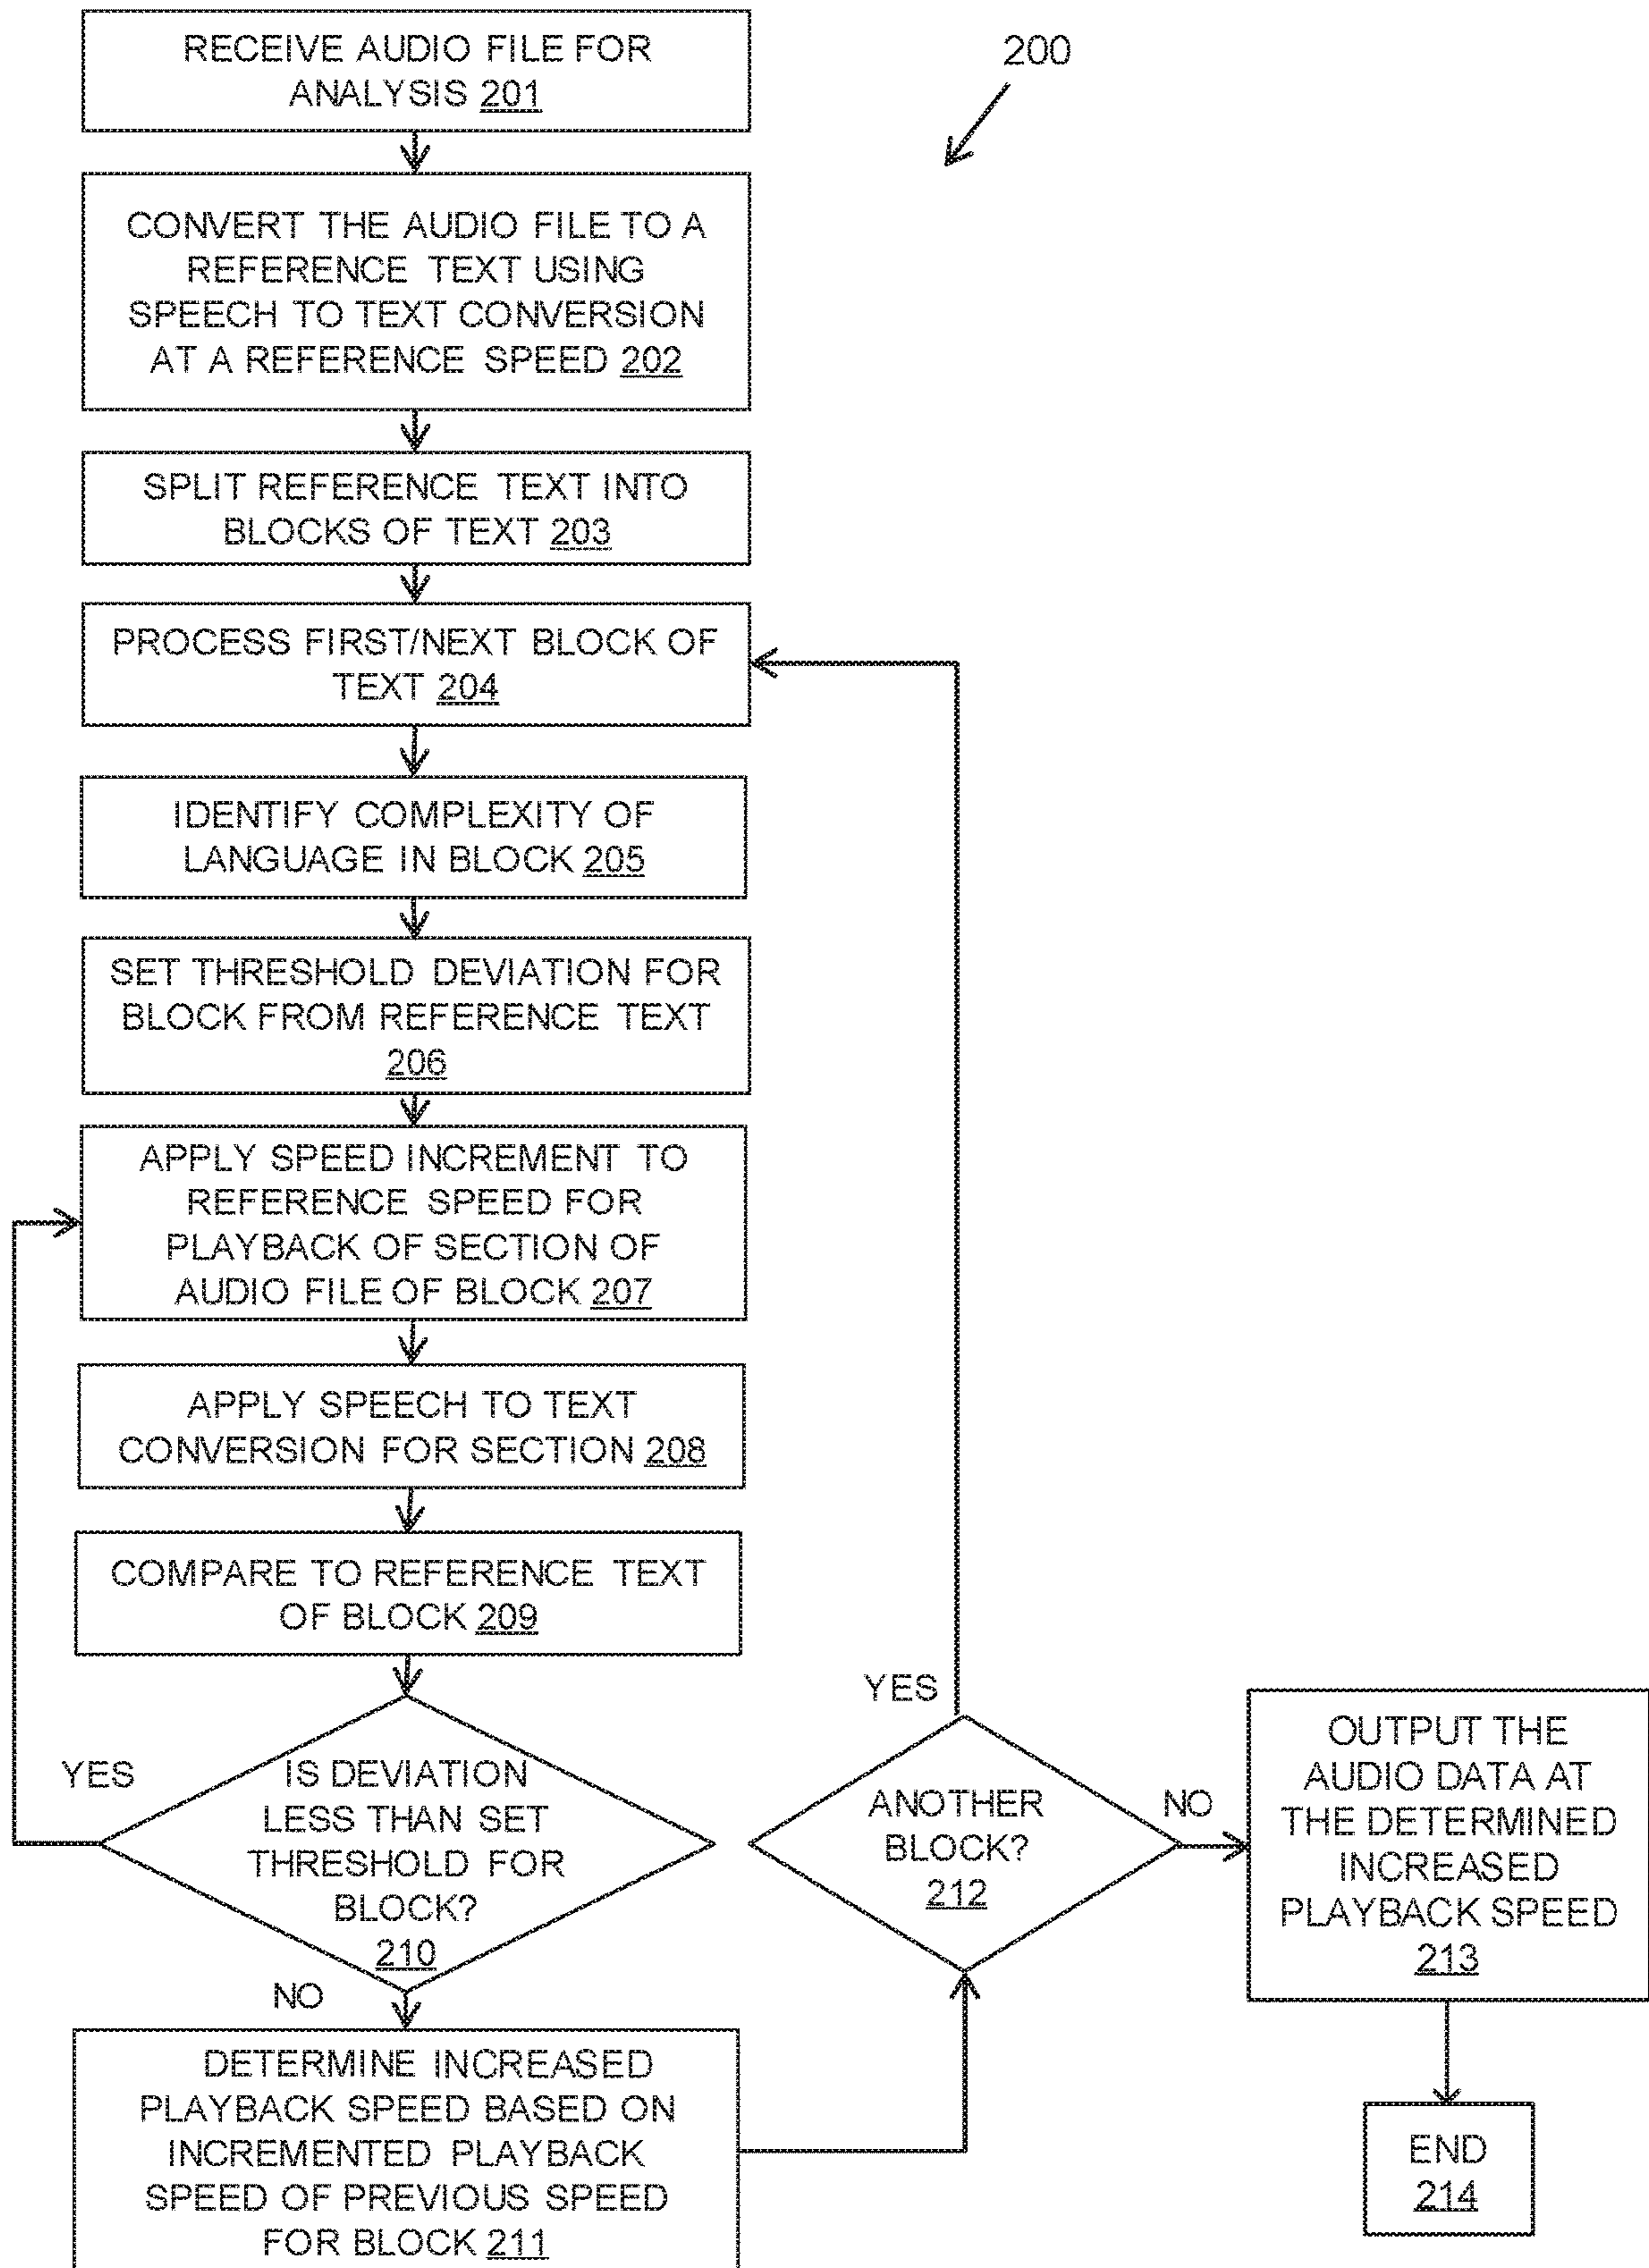 RECEIVE AUDIO FILE FOR
ANALYSIS 201
200
CONVERT THE AUDIO FILE TO A
REFERENCE TEXT USING
SPEECH TO TEXT CONVERSION
AT A REFERENCE SPEED 202
SPLIT REFERENCE TEXT INTO
BLOCKS OF TEXT 203
PROCESS FIRST/NEXT BLOCK OF
TEXT 204
IDENTIFY COMPLEXITY OF
LANGUAGE IN BLOCK 205
SET THRESHOLD DEVIATION FOR
BLOCK FROM REFERENCE TEXT
206
APPLY SPEED INCREMENT TO
REFERENCE SPEED FOR
PLAYBACK OF SECTION OF
AUDIO FILE OF BLOCK 207
APPLY SPEECH TO TEXT
CONVERSION FOR SECTION 208
COMPARE TO REFERENCE TEXT
OF BLOCK 209
YES
IS DEVIATION
LESS THAN SET
THRESHOLD FOR
BLOCK?
210
NO
DETERMINE INCREASED
PLAYBACK SPEED BASED ON
INCREMENTED PLAYBACK
SPEED OF PREVIOUS SPEED
FOR BLOCK 211
YES
ANOTHER
BLOCK?
212
NO
OUTPUT THE
AUDIO DATA AT
THE DETERMINED
INCREASED
PLAYBACK SPEED
213
END
214